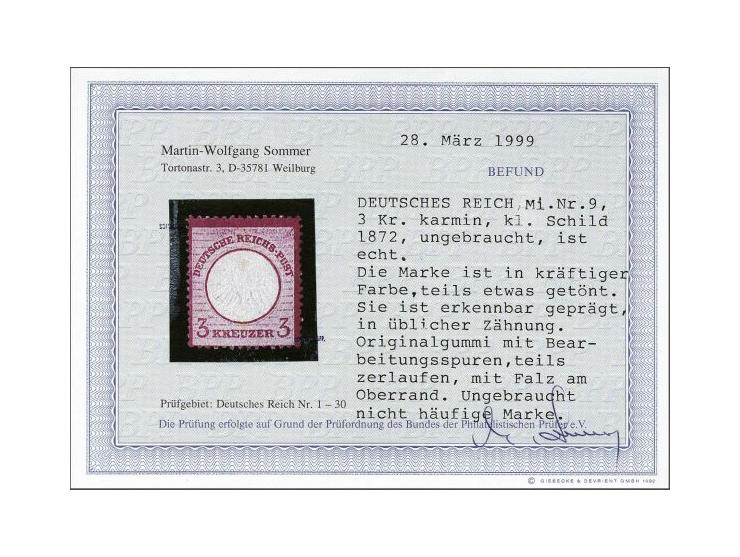 28. März 1999
Martin-Wolfgang Sommer
Tortonastr. 3, D-35781 Weilburg
BEFUND
DEUTSCHES REICH, Mi.Nr.9,
3 Kr. karmin, kl. Schild
1872, ungebraucht, ist
echt.
Die Marke ist in kräftiger
Farbe,teils etwas getönt.
Sie ist erkennbar geprägt,
in üblicher Zähnung.
Originalgummi mit Bear-
beitungsspuren,teils
zerlaufen, mit Falz am
Oberrand. Ungebraucht
nicht häufige Marke.
DEUTSCHE REICHS-POST
3 KREUZER 3
Prüfgebiet: Deutsches Reich Nr. 1 – 30
Die Prüfung erfolgte auf Grund der Prüfordnung des Bundes der Philatelistischen Prüfer e.V.
© GIESECKE & DEVRIENT GMBH 1992